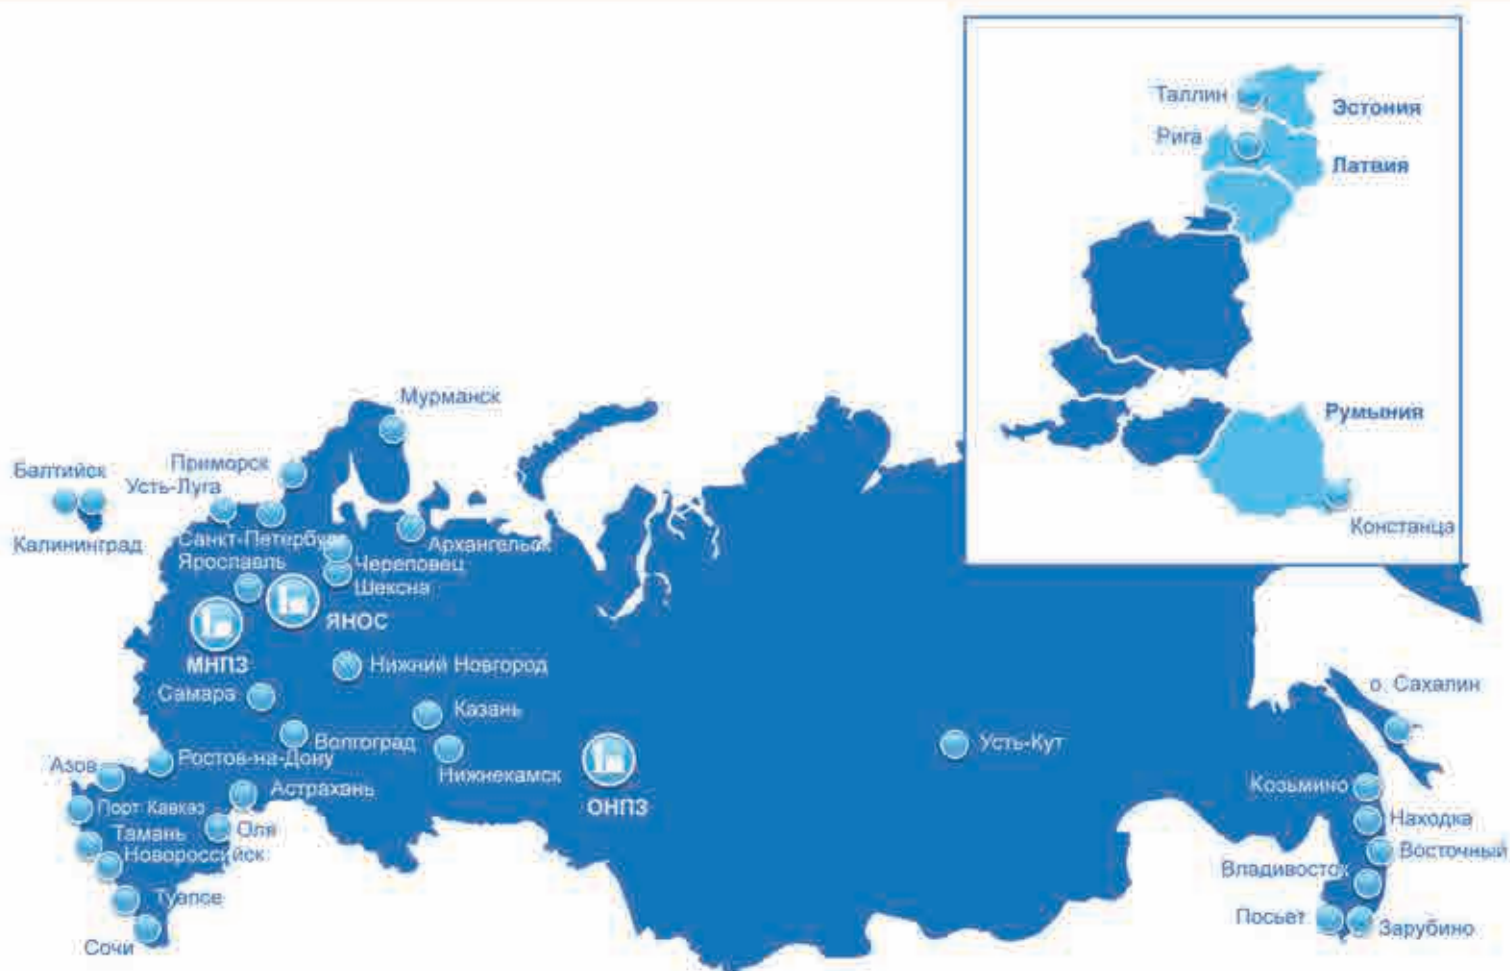 Таллин
Эстония
Рига
Латвия
Румыния
Констанца
Мурманск
Балтийск
Приморск
Усть-Луга
Калининград
Санкт-Петербург
Архангельск
Ярославль
Череповец
Шексна
ЯНОС
МНПЗ
Нижний Новгород
Самара
Казань
о. Сахалин
Волгоград
Усть-Кут
Азов
Ростов-на-Дону
Нижнекамск
Астрахань
Козьмино
ОНПЗ
Порт Кавказ
Находка
Тамань
Оля
Новороссийск
Восточный
Владивосток
Туапсе
Посьет
Зарубино
Сочи